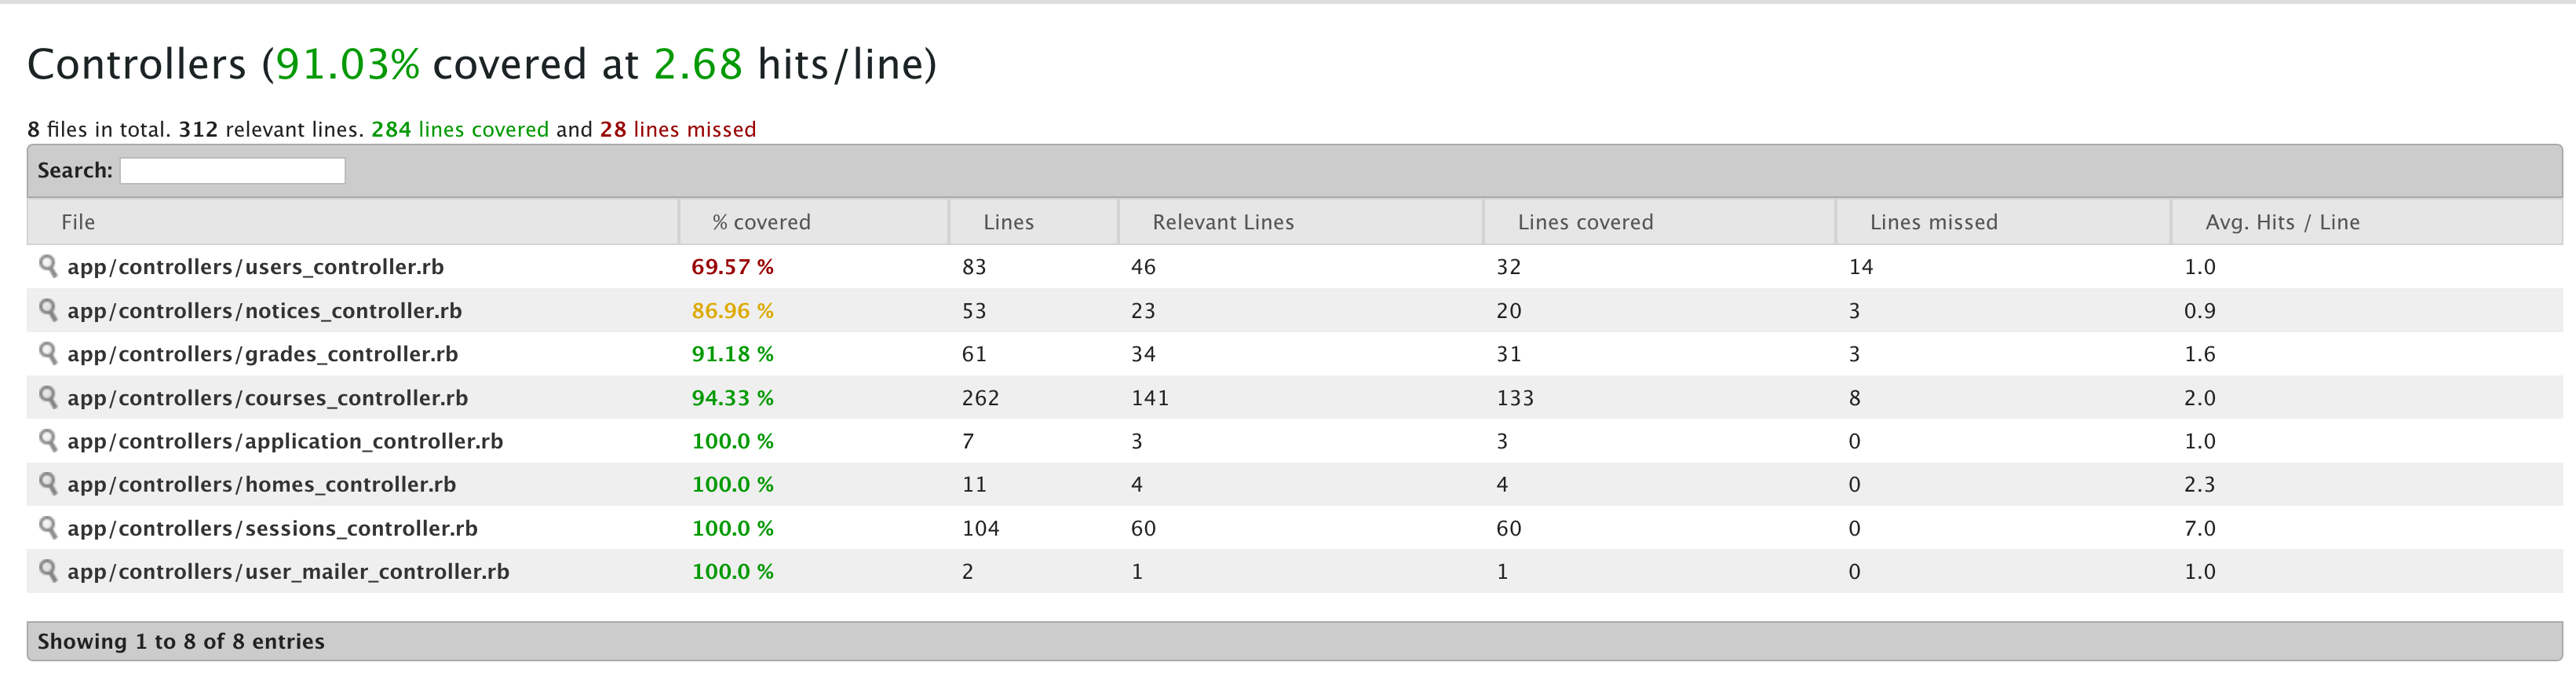 Controllers (91.03% covered at 2.68 hits/line)
8 files in total. 312 relevant lines. 284 lines covered and 28 lines missed
Search:
File % covered Lines Relevant Lines Lines covered Lines missed Avg. Hits / Line
app/controllers/users_controller.rb 69.57 % 83 46 32 14 1.0
app/controllers/notices_controller.rb 86.96 % 53 23 20 3 0.9
app/controllers/grades_controller.rb 91.18 % 61 34 31 3 1.6
app/controllers/courses_controller.rb 94.33 % 262 141 133 8 2.0
app/controllers/application_controller.rb 100.0 % 7 3 3 0 1.0
app/controllers/homes_controller.rb 100.0 % 11 4 4 0 2.3
app/controllers/sessions_controller.rb 100.0 % 104 60 60 0 7.0
app/controllers/user_mailer_controller.rb 100.0 % 2 1 1 0 1.0
Showing 1 to 8 of 8 entries